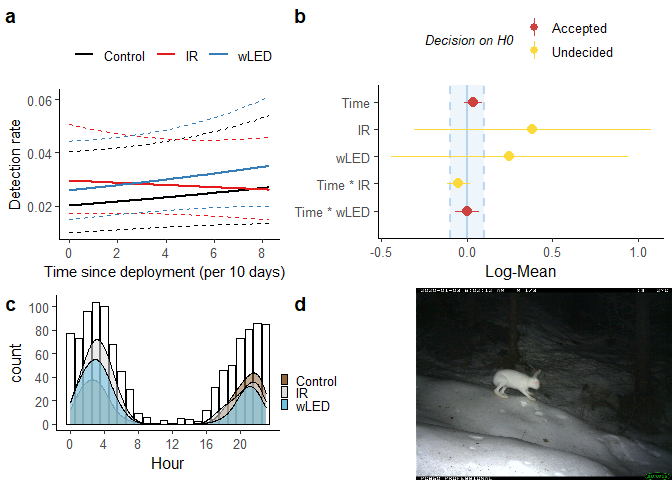 a
Control IR wLED
0.06
0.04
0.02
Detection rate
0 2 4 6 8
Time since deployment (per 10 days)
b
Decision on H0
Accepted
Undecided
Time
IR
wLED
Time * IR
Time * wLED
-0.5 0.0 0.5 1.0
Log-Mean
c
100
80
60
40
20
0
count
0 4 8 12 16 20
Hour
Control
IR
wLED
d